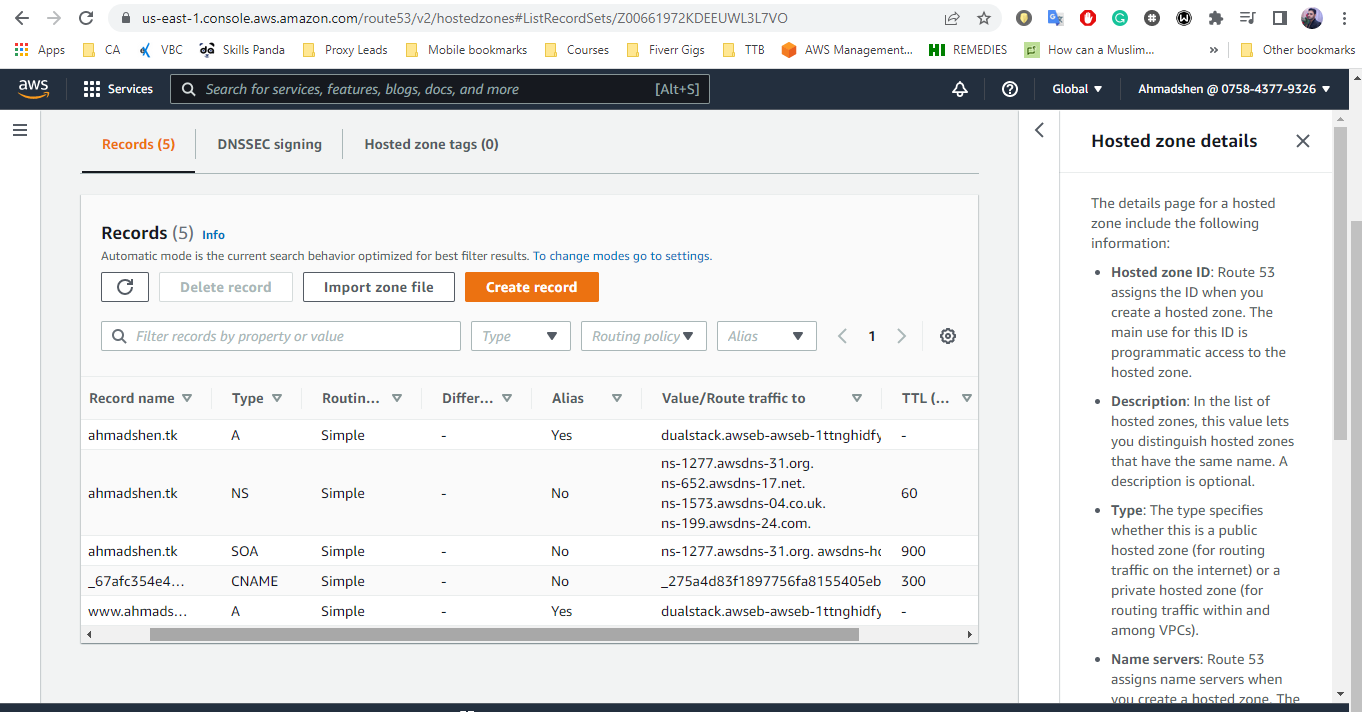 us-east-1.console.aws.amazon.com/route53/v2/hostedzones#ListRecordSets/Z00661972KDEEUWL3L7VO
Apps CA VBC Skills Panda Proxy Leads Mobile bookmarks Courses Fiverr Gigs TTB AWS Management... HI REMEDIES How can a Muslim... » Other bookmarks
aws Services Search for services, features, blogs, docs, and more [Alt+S] Global Ahmadshen @ 0758-4377-9326
Records (5) DNSSEC signing Hosted zone tags (0)
Records (5) Info
Automatic mode is the current search behavior optimized for best filter results. To change modes go to settings.
Delete record Import zone file Create record
Filter records by property or value Type Routing policy Alias 1
Record name Type Routin... Differ... Alias Value/Route traffic to TTL (...
ahmadshen.tk A Simple - Yes dualstack.awseb-awseb-1ttnghidfy -
ns-1277.awsdns-31.org.
ns-652.awsdns-17.net.
ahmadshen.tk NS Simple - No 60
ns-1573.awsdns-04.co.uk.
ns-199.awsdns-24.com.
ahmadshen.tk SOA Simple - No ns-1277.awsdns-31.org. awsdns-ho 900
_67afc354e4... CNAME Simple - No _275a4d83f1897756fa8155405eb 300
www.ahmads... A Simple - Yes dualstack.awseb-awseb-1ttnghidfy -
Hosted zone details
The details page for a hosted
zone include the following
information:
• Hosted zone ID: Route 53
assigns the ID when you
create a hosted zone. The
main use for this ID is
programmatic access to the
hosted zone.
• Description: In the list of
hosted zones, this value lets
you distinguish hosted zones
that have the same name. A
description is optional.
• Type: The type specifies
whether this is a public
hosted zone (for routing
traffic on the internet) or a
private hosted zone (for
routing traffic within and
among VPCs).
• Name servers: Route 53
assigns name servers when
you create a hosted zone. The